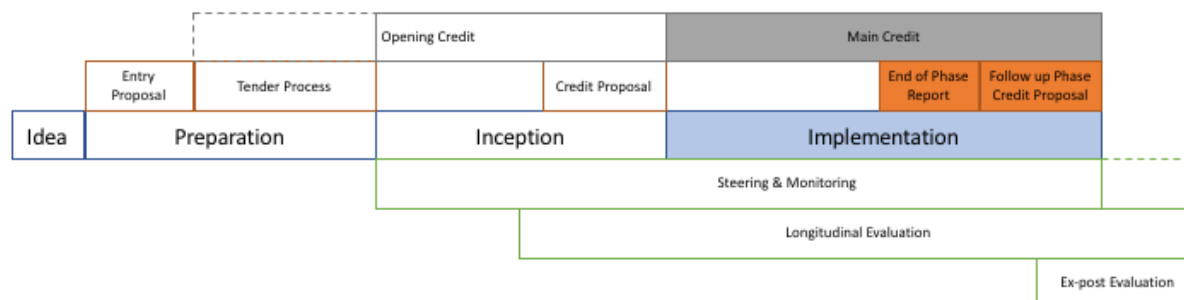 Opening Credit
Main Credit
Entry
Proposal
Tender Process
Credit Proposal
End of Phase
Report
Follow up Phase
Credit Proposal
Idea
Preparation
Inception
Implementation
Steering & Monitoring
Longitudinal Evaluation
Ex-post Evaluation